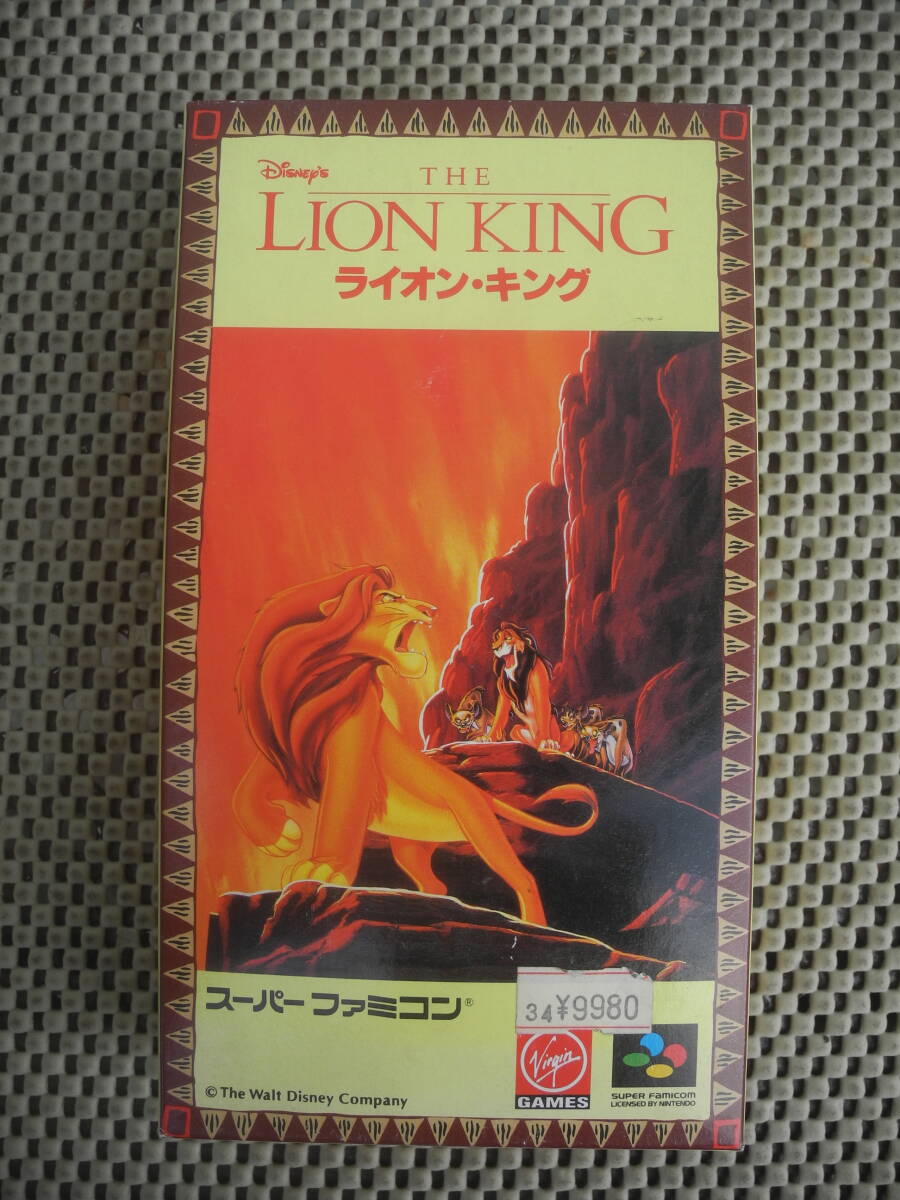 Disney's
THE
LION KING
ライオン・キング
スーパーファミコン®
34¥9980
Virgin
GAMES
SUPER FAMICOM
LICENSED BY NINTENDO
© The Walt Disney Company